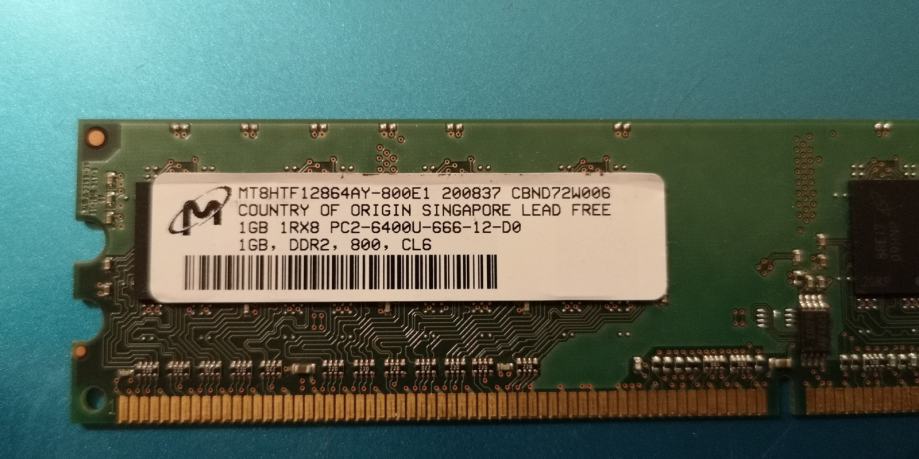 M
MT8HTF12864AY-800E1 200837 CBND72W006
COUNTRY OF ORIGIN SINGAPORE LEAD FREE
1GB 1RX8 PC2-6400U-666-12-D0
1GB, DDR2, 800, CL6